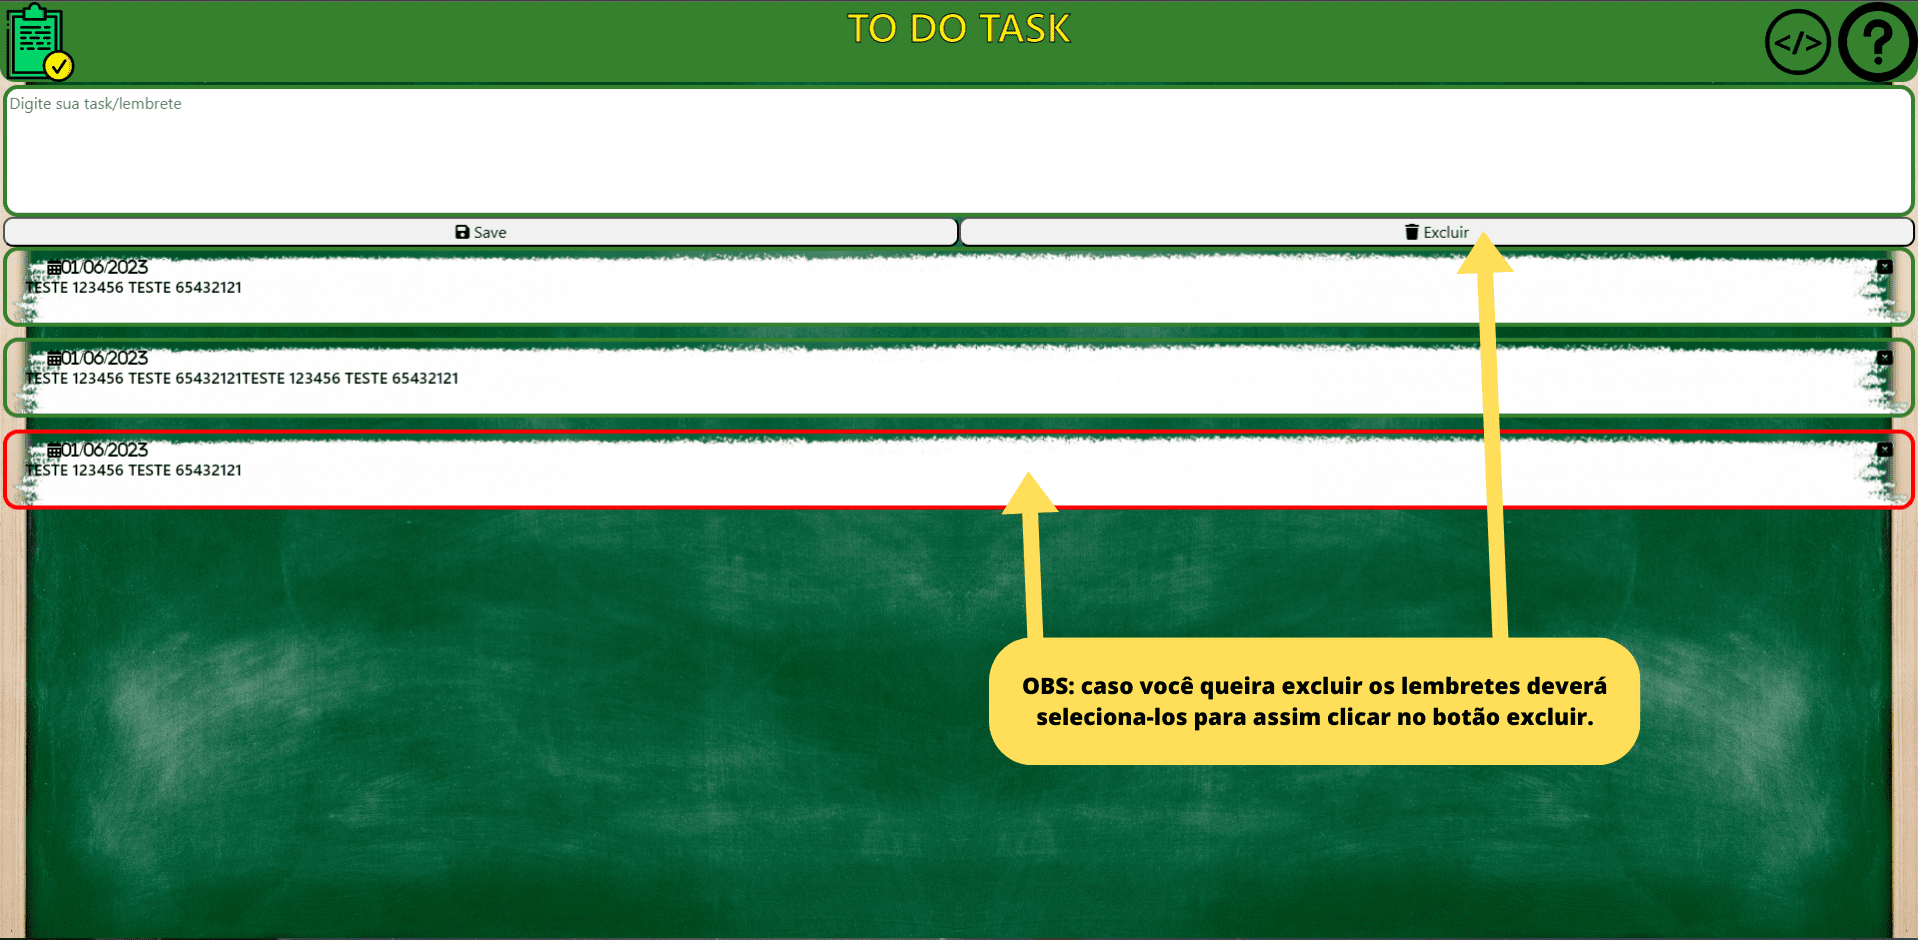 TO DO TASK
</>
?
Digite sua task/lembrete
Save
Excluir
01/06/2023
TESTE 123456 TESTE 65432121
01/06/2023
TESTE 123456 TESTE 65432121TESTE 123456 TESTE 65432121
01/06/2023
TESTE 123456 TESTE 65432121
OBS: caso você queira excluir os lembretes deverá
seleciona-los para assim clicar no botão excluir.